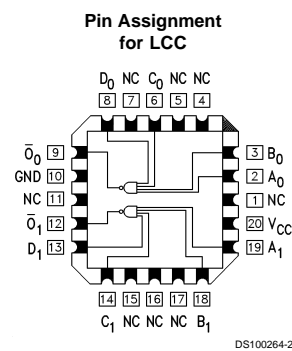 Pin Assignment
for LCC
D0 NC C0 NC NC
8 7 6 5 4
O̅0 9
GND 10
NC 11
O̅1 12
D1 13
3 B0
2 A0
1 NC
20 VCC
19 A1
14 15 16 17 18
C1 NC NC NC B1
DS100264-2